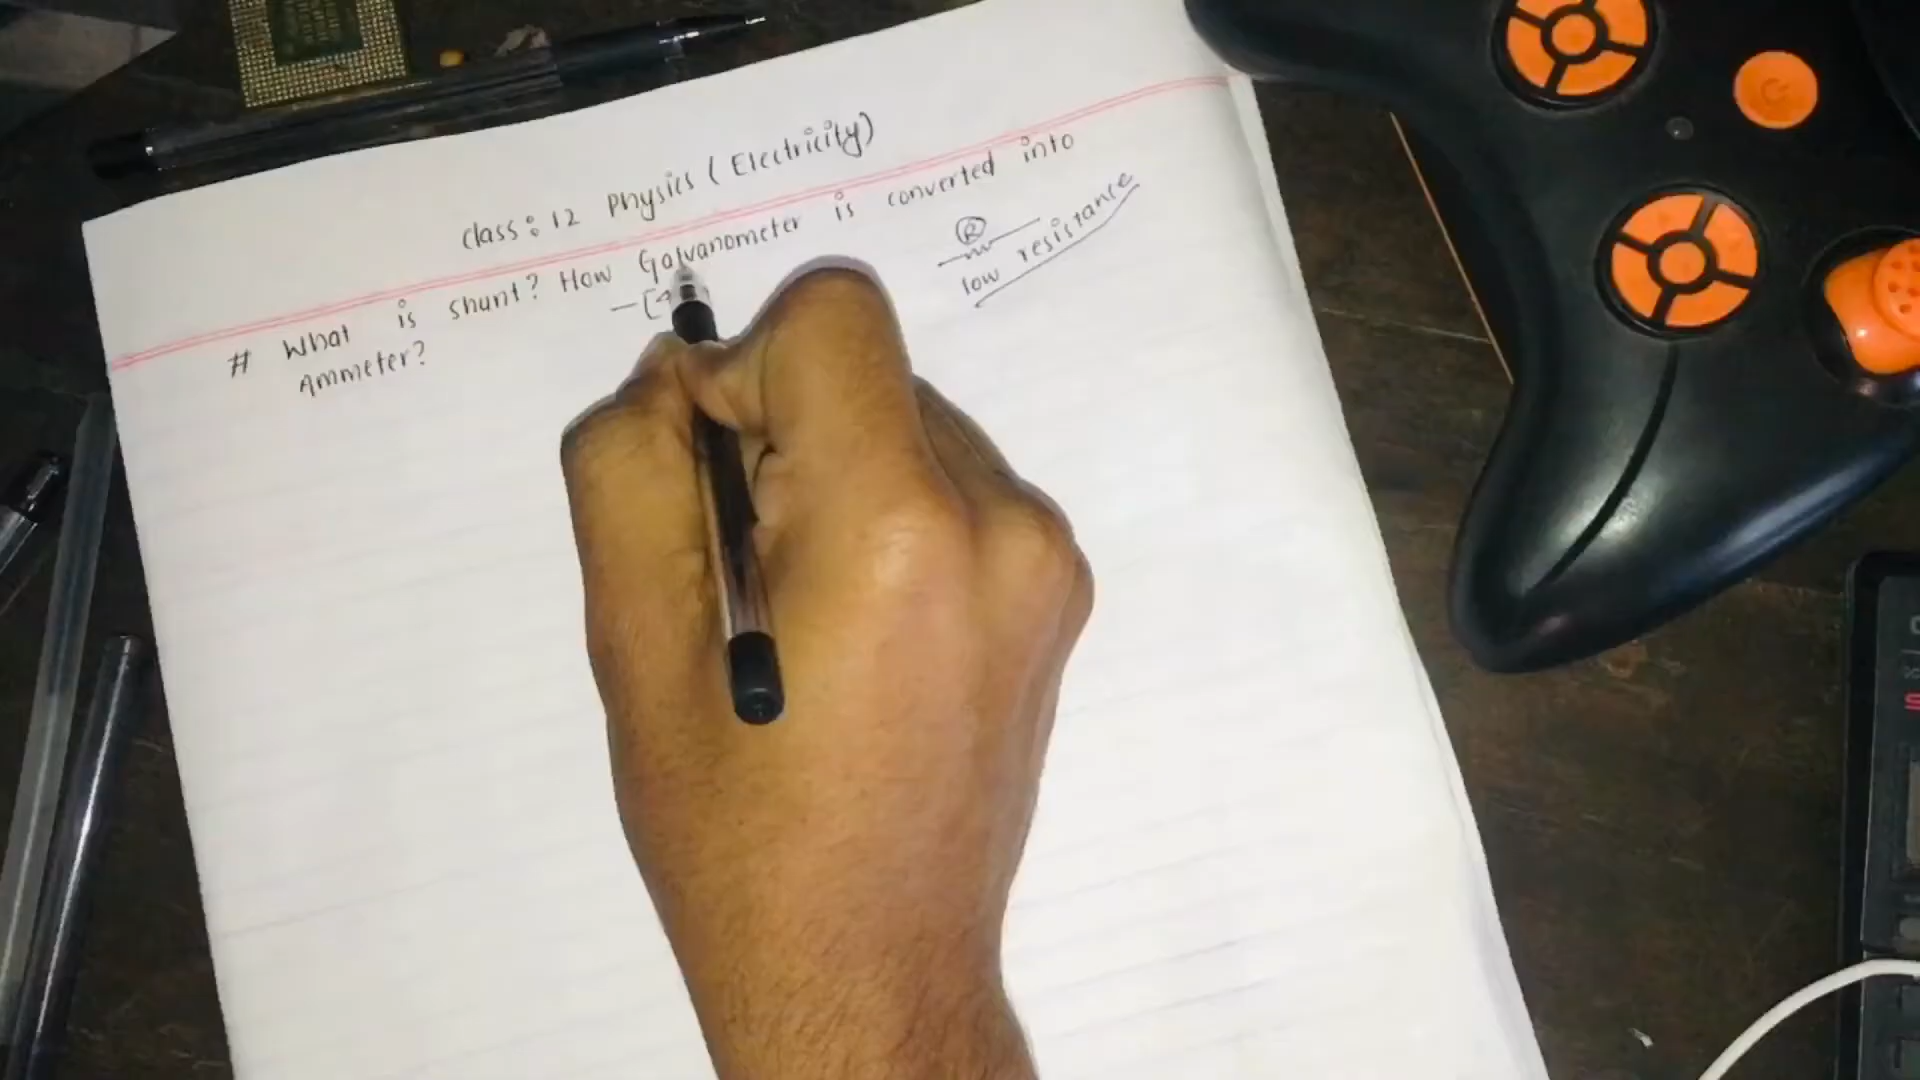 Class: 12 Physics (Electricity)
# What is shunt? How Galvanometer is converted into
Ammeter?
R
low resistance